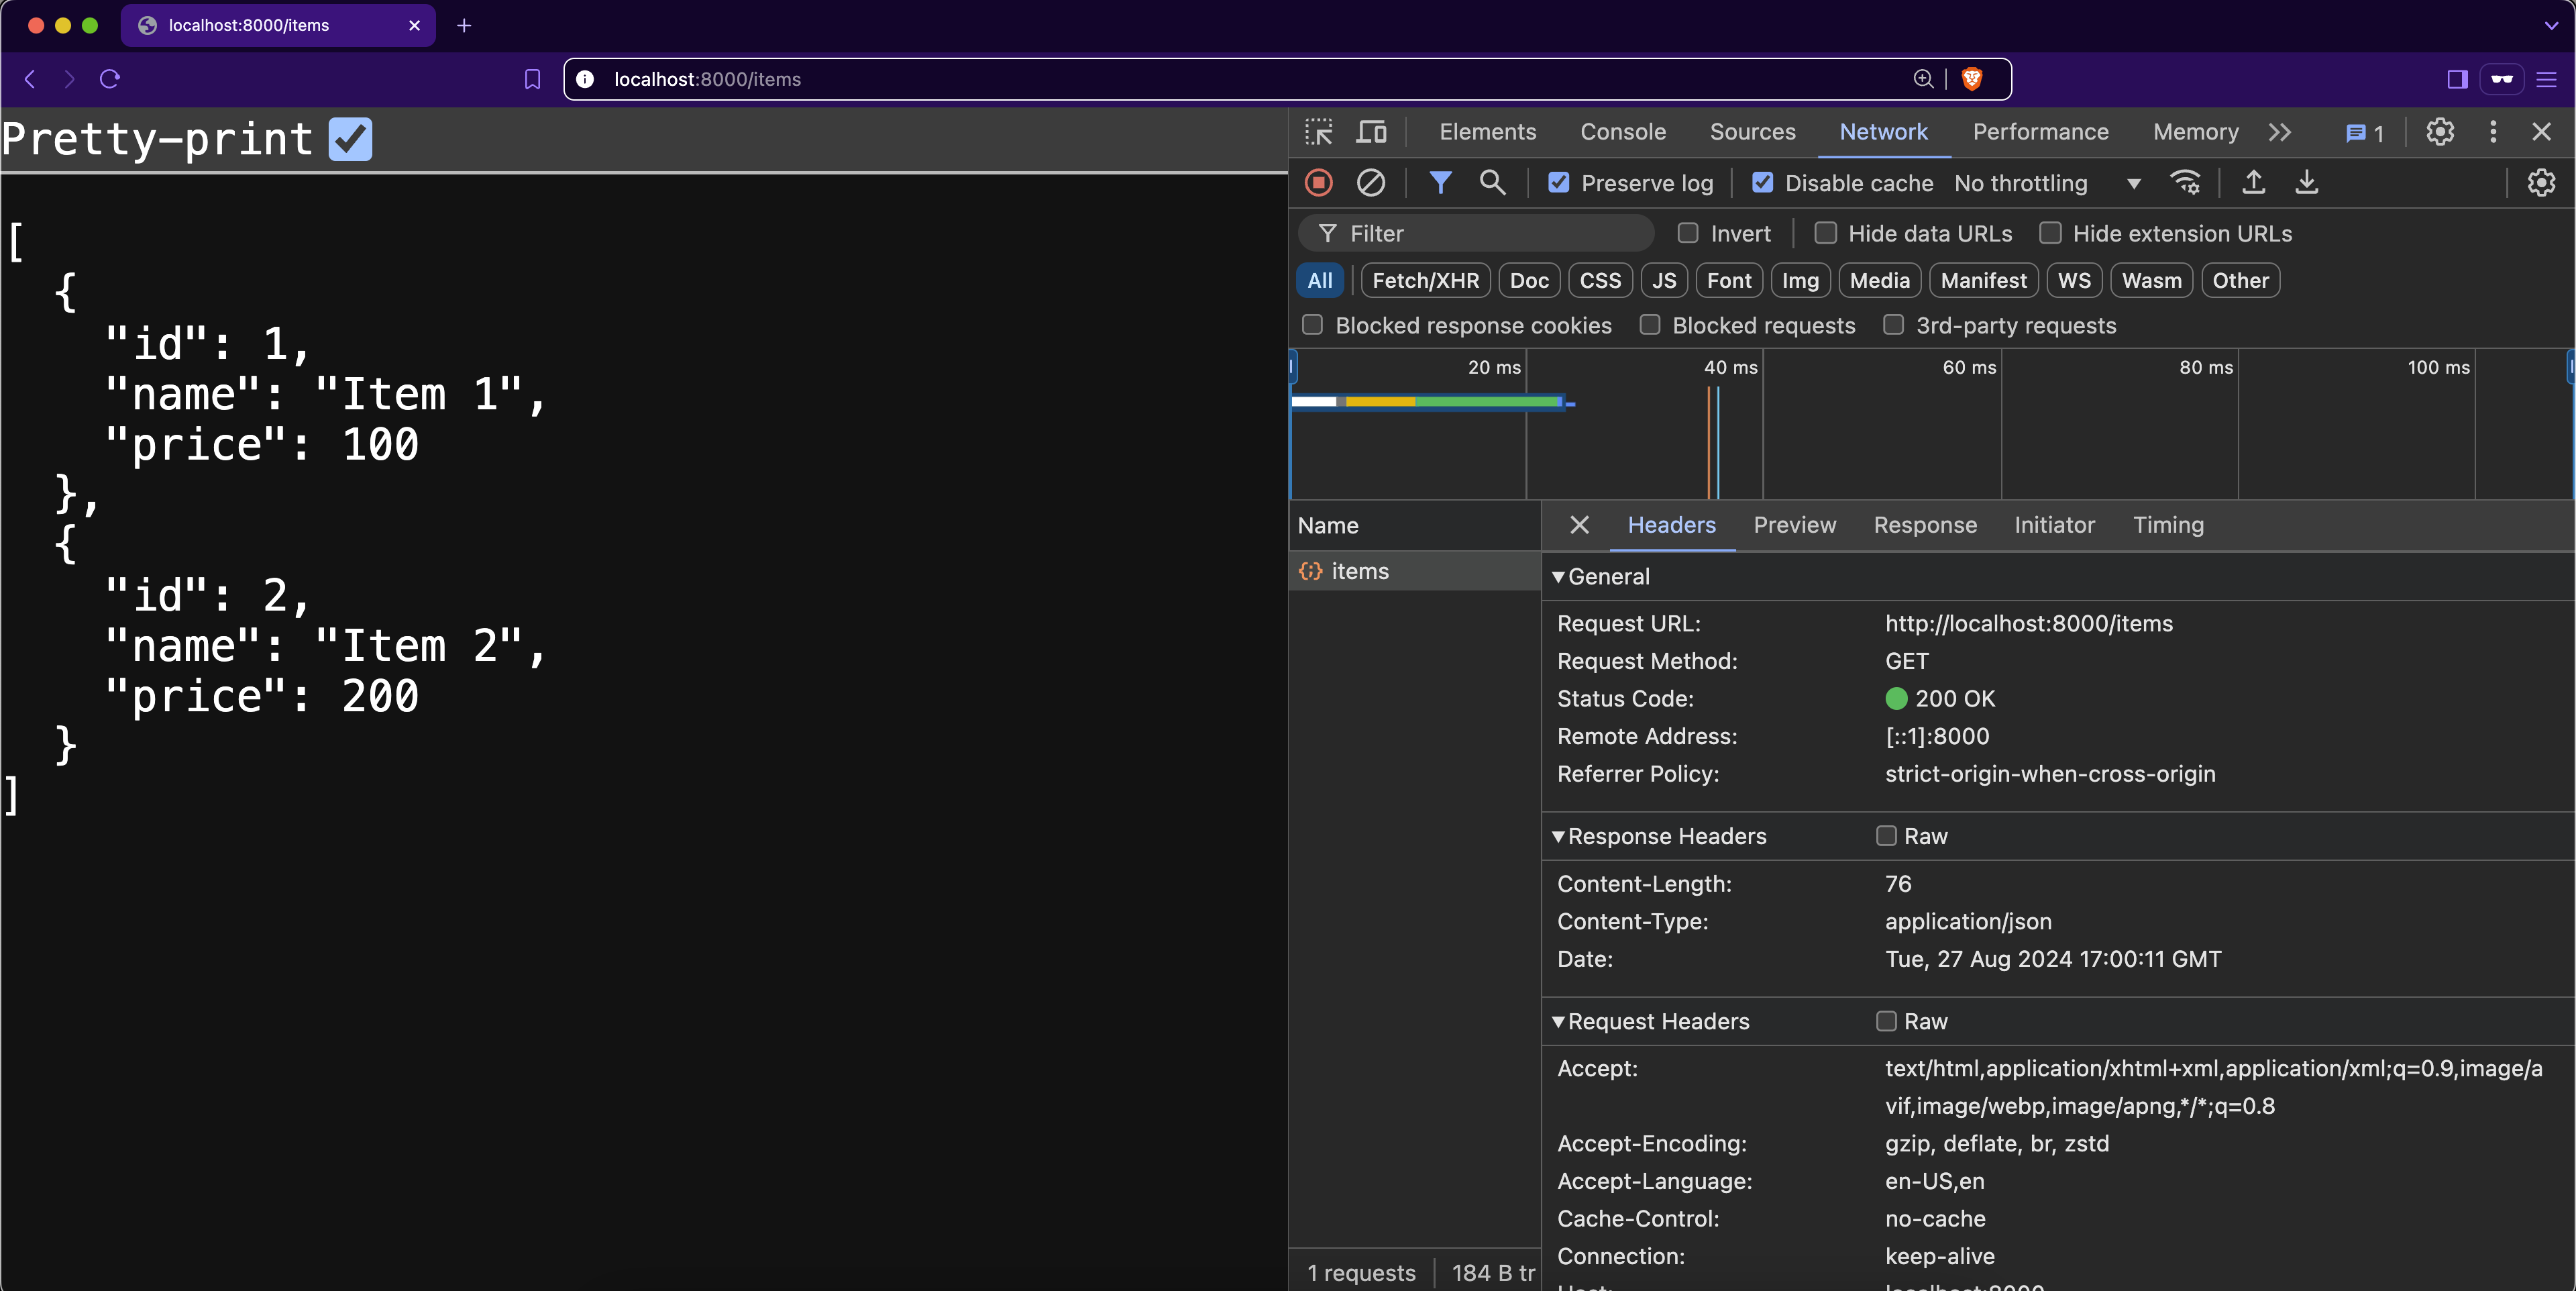 localhost:8000/items
localhost:8000/items
Pretty-print
[
{
"id": 1,
"name": "Item 1",
"price": 100
},
{
"id": 2,
"name": "Item 2",
"price": 200
}
]
Elements Console Sources Network Performance Memory 1
Preserve log Disable cache No throttling
Filter Invert Hide data URLs Hide extension URLs
All Fetch/XHR Doc CSS JS Font Img Media Manifest WS Wasm Other
Blocked response cookies Blocked requests 3rd-party requests
20 ms 40 ms 60 ms 80 ms 100 ms
Name
items
1 requests 184 B tr
Headers Preview Response Initiator Timing
General
Request URL: http://localhost:8000/items
Request Method: GET
Status Code: 200 OK
Remote Address: [::1]:8000
Referrer Policy: strict-origin-when-cross-origin
Response Headers Raw
Content-Length: 76
Content-Type: application/json
Date: Tue, 27 Aug 2024 17:00:11 GMT
Request Headers Raw
Accept: text/html,application/xhtml+xml,application/xml;q=0.9,image/a
vif,image/webp,image/apng,*/*;q=0.8
Accept-Encoding: gzip, deflate, br, zstd
Accept-Language: en-US,en
Cache-Control: no-cache
Connection: keep-alive
Host: localhost:8000